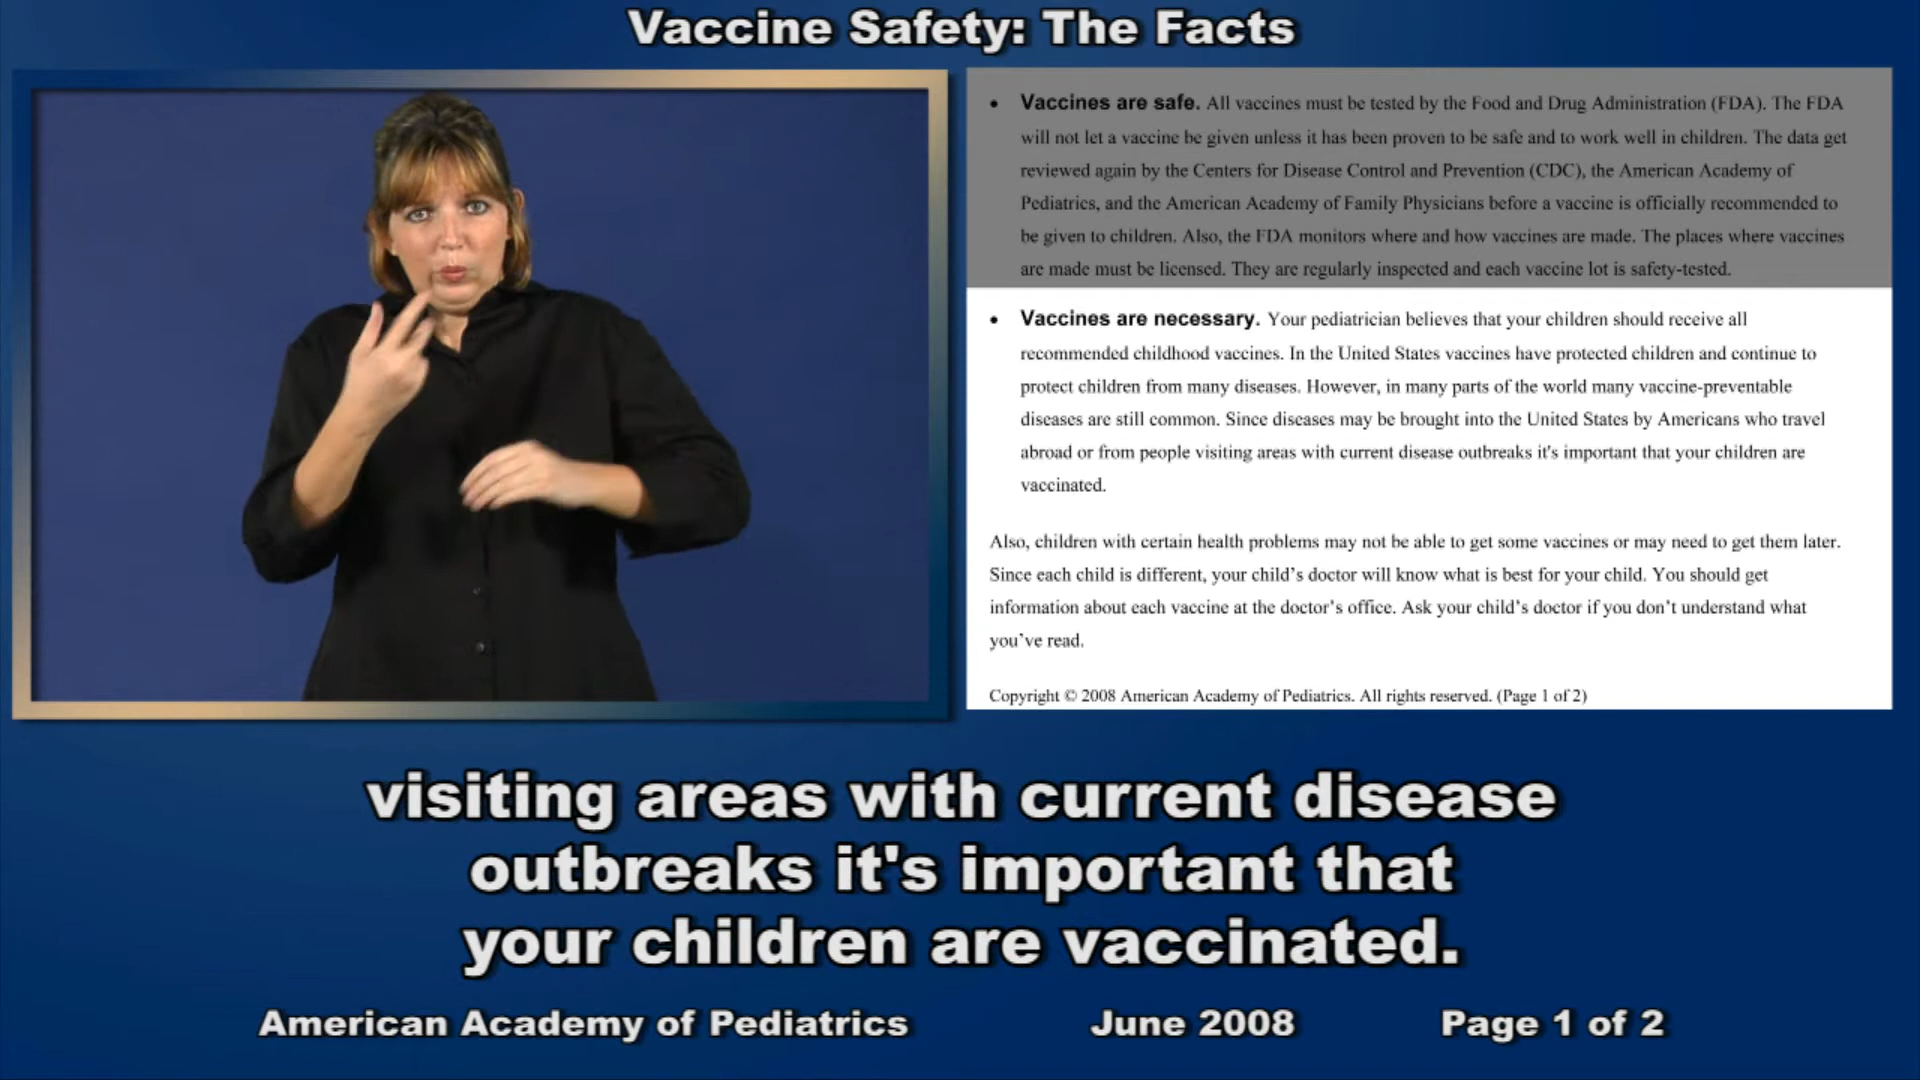 Vaccine Safety: The Facts
• Vaccines are safe. All vaccines must be tested by the Food and Drug Administration (FDA). The FDA
will not let a vaccine be given unless it has been proven to be safe and to work well in children. The data get
reviewed again by the Centers for Disease Control and Prevention (CDC), the American Academy of
Pediatrics, and the American Academy of Family Physicians before a vaccine is officially recommended to
be given to children. Also, the FDA monitors where and how vaccines are made. The places where vaccines
are made must be licensed. They are regularly inspected and each vaccine lot is safety-tested.
• Vaccines are necessary. Your pediatrician believes that your children should receive all
recommended childhood vaccines. In the United States vaccines have protected children and continue to
protect children from many diseases. However, in many parts of the world many vaccine-preventable
diseases are still common. Since diseases may be brought into the United States by Americans who travel
abroad or from people visiting areas with current disease outbreaks it's important that your children are
vaccinated.
Also, children with certain health problems may not be able to get some vaccines or may need to get them later.
Since each child is different, your child’s doctor will know what is best for your child. You should get
information about each vaccine at the doctor’s office. Ask your child’s doctor if you don’t understand what
you’ve read.
Copyright © 2008 American Academy of Pediatrics. All rights reserved. (Page 1 of 2)
visiting areas with current disease
outbreaks it's important that
your children are vaccinated.
American Academy of Pediatrics June 2008 Page 1 of 2